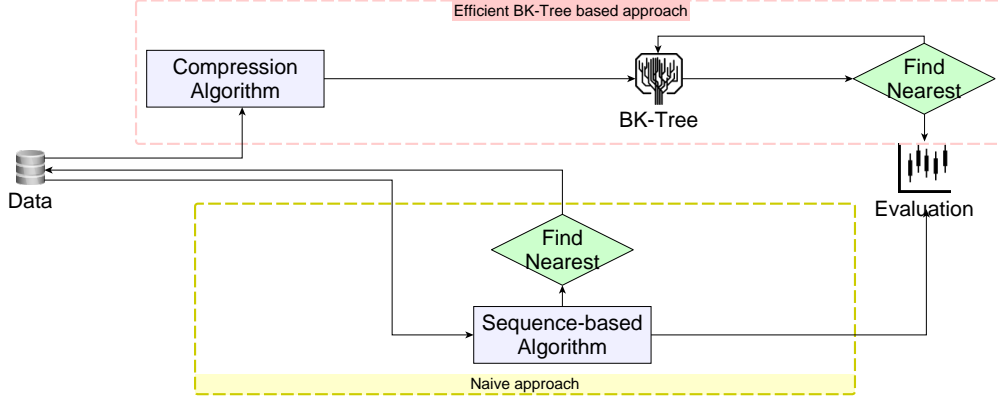 Efficient BK-Tree based approach
Compression
Algorithm
BK-Tree
Find
Nearest
Data
Evaluation
Find
Nearest
Sequence-based
Algorithm
Naive approach